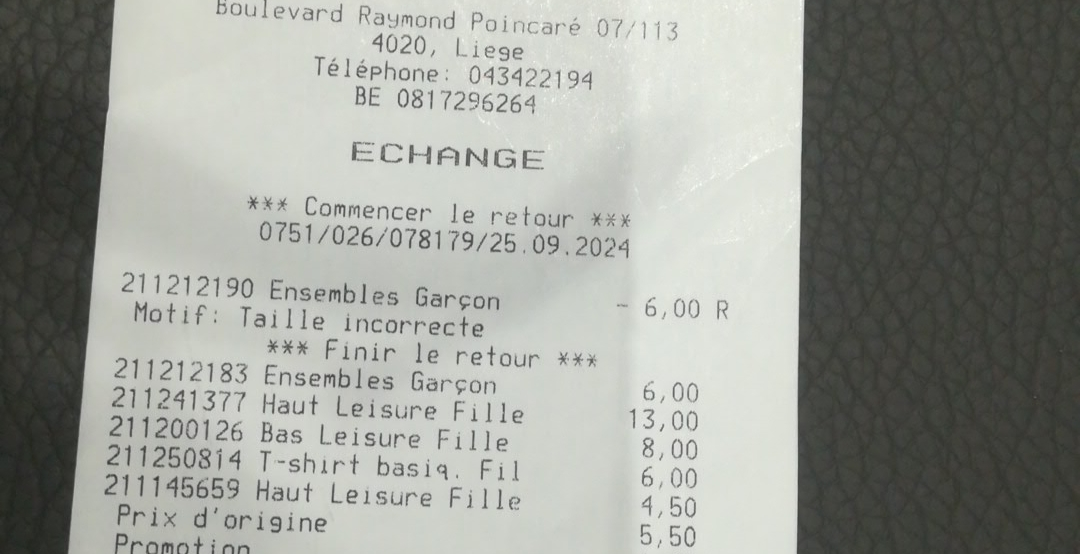 Boulevard Raymond Poincaré 07/113
4020, Liege
Téléphone: 043422194
BE 0817296264
ECHANGE
*** Commencer le retour ***
0751/026/078179/25.09.2024
211212190 Ensembles Garçon - 6,00 R
Motif: Taille incorrecte
*** Finir le retour ***
211212183 Ensembles Garçon 6,00
211241377 Haut Leisure Fille 13,00
211200126 Bas Leisure Fille 8,00
211250814 T-shirt basiq. Fil 6,00
211145659 Haut Leisure Fille 4,50
Prix d'origine 5,50
Promotion